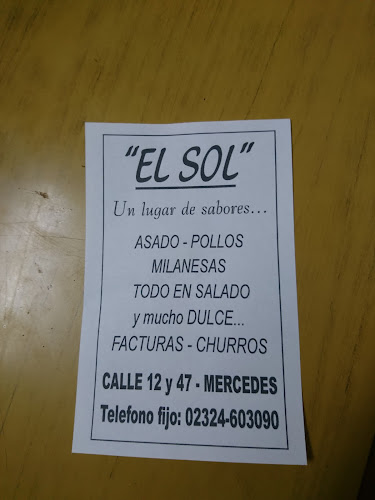 "EL SOL"
Un lugar de sabores...
ASADO - POLLOS
MILANESAS
TODO EN SALADO
y mucho DULCE...
FACTURAS - CHURROS
CALLE 12 y 47 - MERCEDES
Telefono fijo: 02324-603090